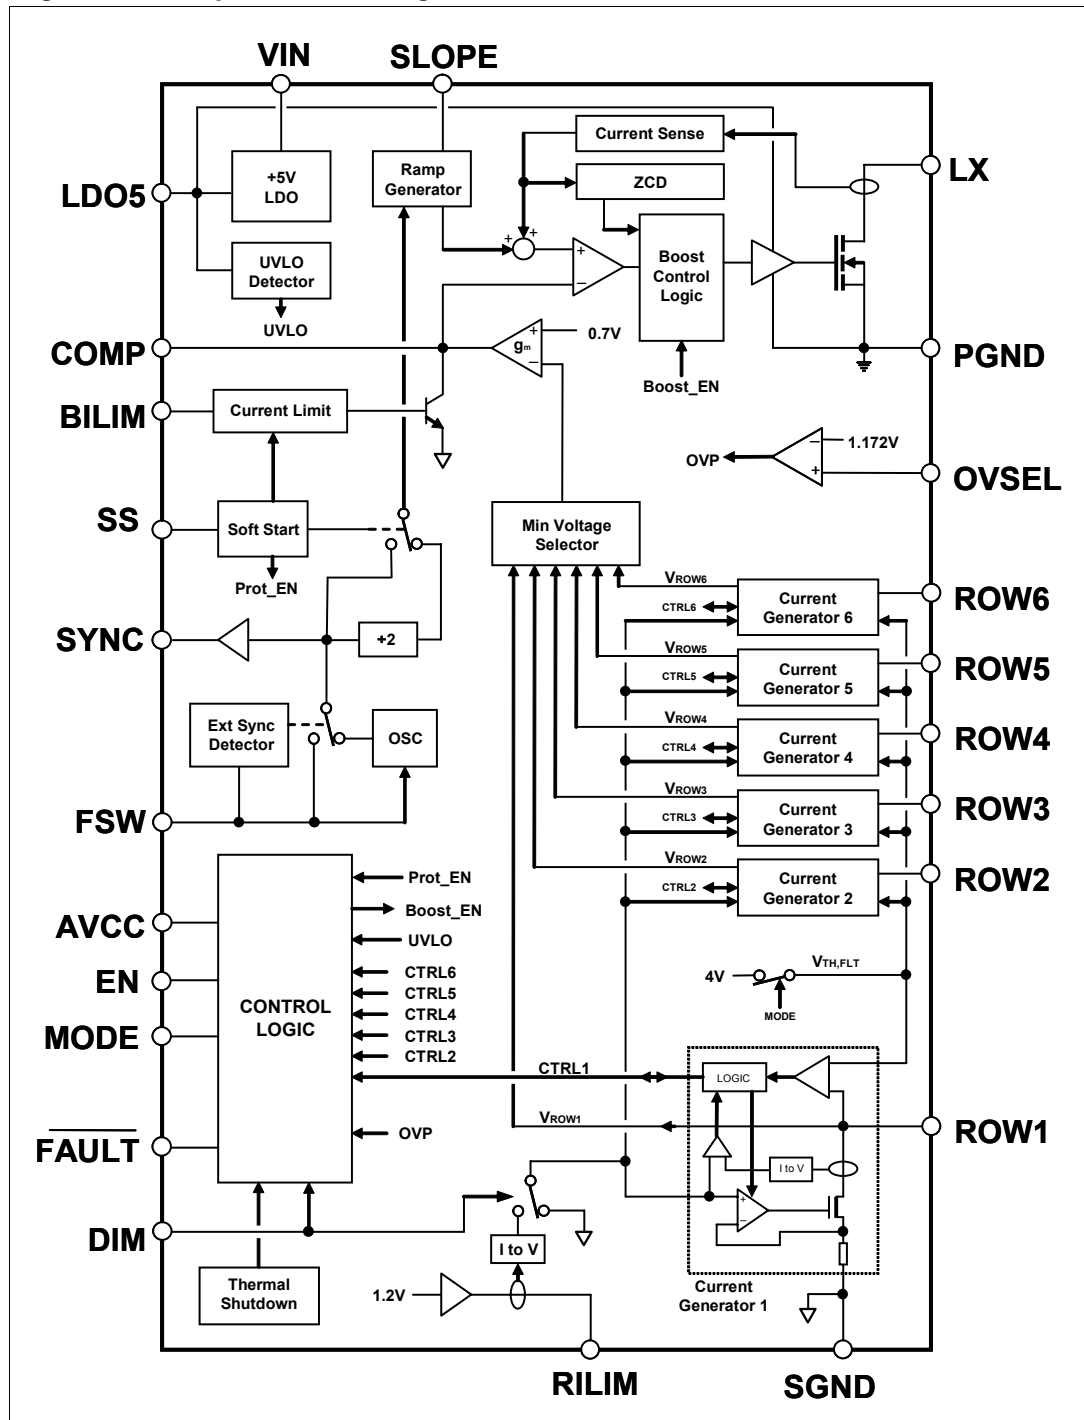 VIN
SLOPE
LX
LDO5
+5V
LDO
Ramp
Generator
Current Sense
ZCD
UVLO
Detector
UVLO
+
+
+
−
Boost
Control
Logic
COMP
gm
+
−
0.7V
PGND
Boost_EN
BILIM
Current Limit
OVP
−
1.172V
+
OVSEL
SS
Soft Start
Prot_EN
Min Voltage
Selector
SYNC
+2
VROW6
CTRL6
Current
Generator 6
ROW6
VROW5
CTRL5
Current
Generator 5
ROW5
Ext Sync
Detector
OSC
VROW4
CTRL4
Current
Generator 4
ROW4
FSW
VROW3
CTRL3
Current
Generator 3
ROW3
VROW2
CTRL2
Current
Generator 2
ROW2
AVCC
EN
MODE
FAULT
DIM
CONTROL
LOGIC
Prot_EN
Boost_EN
UVLO
CTRL6
CTRL5
CTRL4
CTRL3
CTRL2
CTRL1
OVP
4V
VTH,FLT
MODE
LOGIC
VROW1
ROW1
I to V
+
−
I to V
Thermal
Shutdown
1.2V
Current
Generator 1
RILIM
SGND